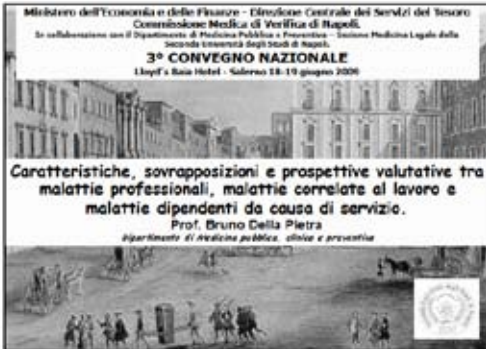 Ministero dell'Economia e delle Finanze - Direzione Centrale dei Servizi del Tesoro
Commissione Medica di Verifica di Napoli.
In collaborazione con il Dipartimento di Medicina Pubblica e Preventiva - Sezione Medicina Legale della
Seconda Università degli Studi di Napoli.
3° CONVEGNO NAZIONALE
Lloyd's Baia Hotel - Salerno 18-19 giugno 2009
Caratteristiche, sovrapposizioni e prospettive valutative tra
malattie professionali, malattie correlate al lavoro e
malattie dipendenti da causa di servizio.
Prof. Bruno Della Pietra
Dipartimento di Medicina pubblica, clinica e preventiva